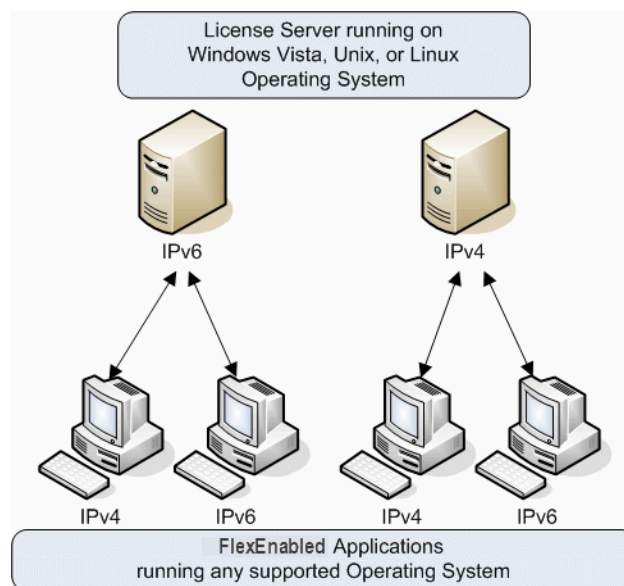 License Server running on
Windows Vista, Unix, or Linux
Operating System
IPv6 IPv4
IPv4 IPv6 IPv4 IPv6
FlexEnabled Applications
running any supported Operating System